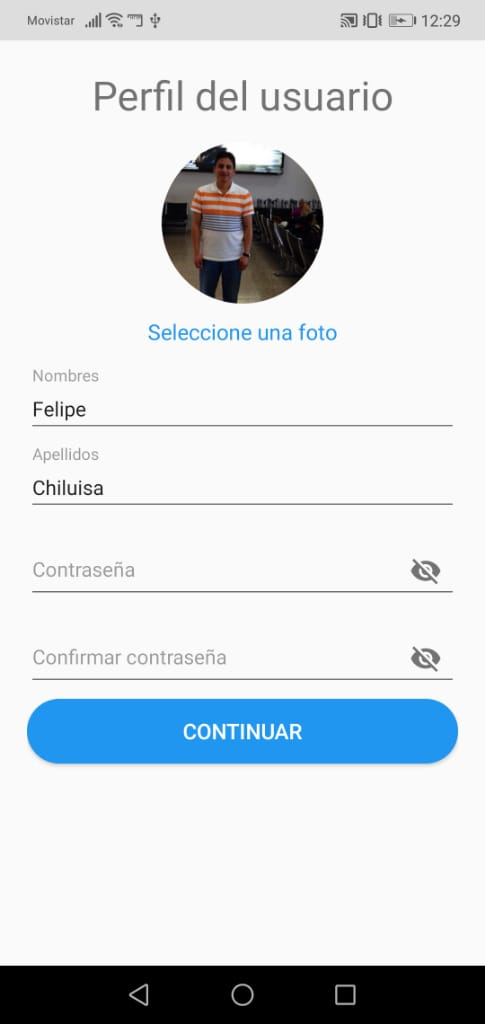 Movistar 12:29
Perfil del usuario
Seleccione una foto
Nombres
Felipe
Apellidos
Chiluisa
Contraseña
Confirmar contraseña
CONTINUAR